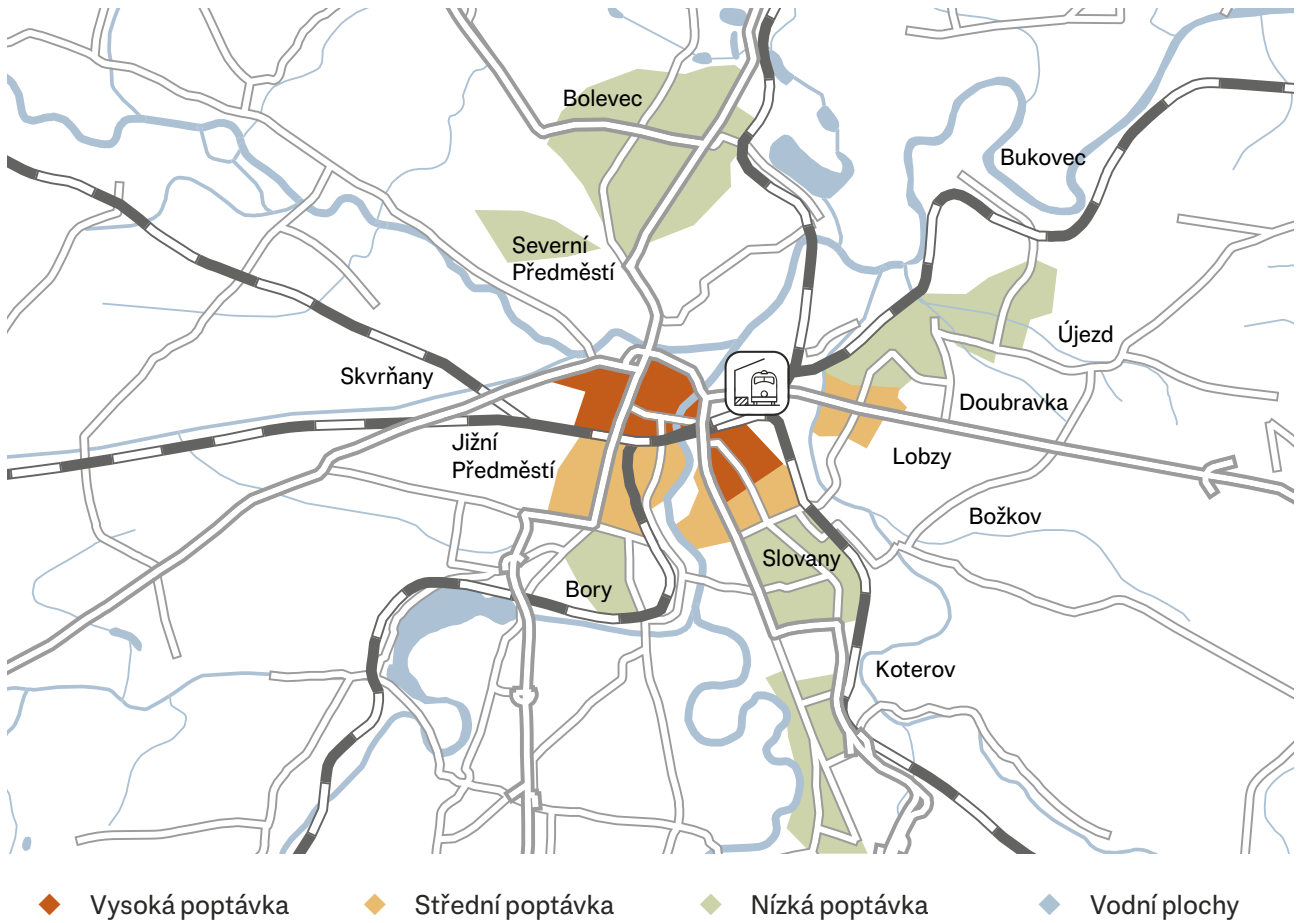 Bolevec
Bukovec
Severní
Předměstí
Újezd
Skvrňany
Doubravka
Jižní
Předměstí
Lobzy
Božkov
Slovany
Bory
Koterov
Vysoká poptávka
Střední poptávka
Nízká poptávka
Vodní plochy